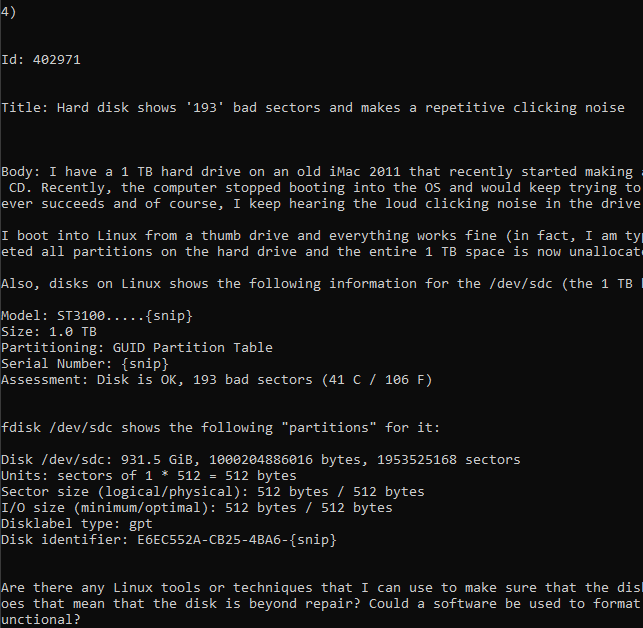 4)
Id: 402971
Title: Hard disk shows '193' bad sectors and makes a repetitive clicking noise
Body: I have a 1 TB hard drive on an old iMac 2011 that recently started making
CD. Recently, the computer stopped booting into the OS and would keep trying to
ever succeeds and of course, I keep hearing the loud clicking noise in the drive
I boot into Linux from a thumb drive and everything works fine (in fact, I am ty
eted all partitions on the hard drive and the entire 1 TB space is now unallocat
Also, disks on Linux shows the following information for the /dev/sdc (the 1 TB
Model: ST3100.....{snip}
Size: 1.0 TB
Partitioning: GUID Partition Table
Serial Number: {snip}
Assessment: Disk is OK, 193 bad sectors (41 C / 106 F)
fdisk /dev/sdc shows the following "partitions" for it:
Disk /dev/sdc: 931.5 GiB, 1000204886016 bytes, 1953525168 sectors
Units: sectors of 1 * 512 = 512 bytes
Sector size (logical/physical): 512 bytes / 512 bytes
I/O size (minimum/optimal): 512 bytes / 512 bytes
Disklabel type: gpt
Disk identifier: E6EC552A-CB25-4BA6-{snip}
Are there any Linux tools or techniques that I can use to make sure that the dis
oes that mean that the disk is beyond repair? Could a software be used to format
unctional?